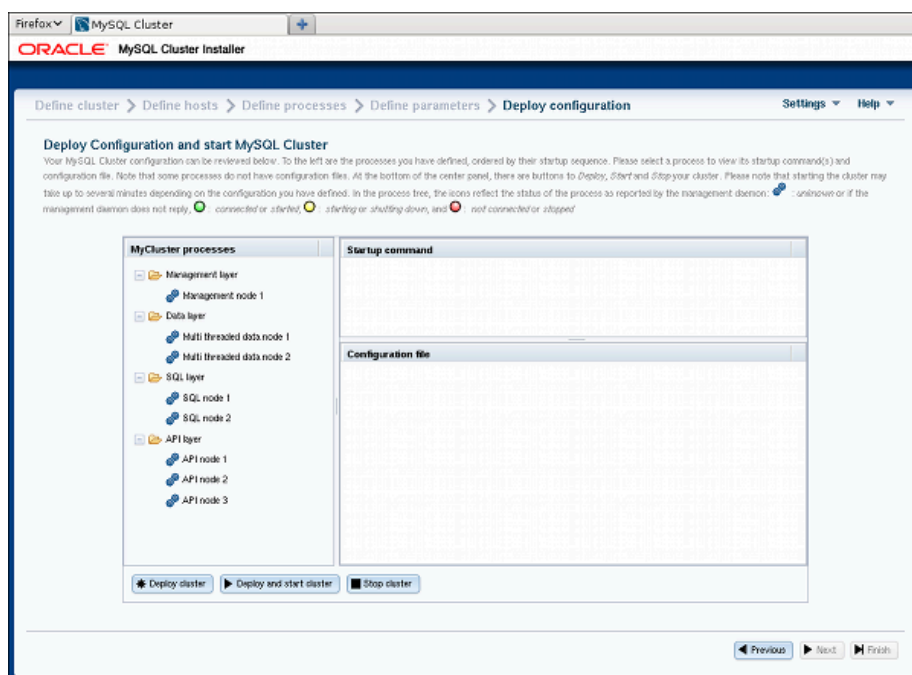 Firefox
MySQL Cluster
ORACLE MySQL Cluster Installer
Define cluster Define hosts Define processes Define parameters Deploy configuration Settings Help
Deploy Configuration and start MySQL Cluster
Your MySQL Cluster configuration can be reviewed below. To the left are the processes you have defined, ordered by their startup sequence. Please select a process to view its startup command(s) and
configuration file. Note that some processes do not have configuration files. At the bottom of the center panel, there are buttons to Deploy, Start and Stop your cluster. Please note that starting the cluster may
take up to several minutes depending on the configuration you have defined. In the process tree, the icons reflect the status of the process as reported by the management daemon: : unknown or if the
management daemon does not reply, : connected or started, : starting or shutting down, and : not connected or stopped
MyCluster processes
Management layer
Management node 1
Data layer
Multi threaded data node 1
Multi threaded data node 2
SQL layer
SQL node 1
SQL node 2
API layer
API node 1
API node 2
API node 3
Startup command
Configuration file
Deploy cluster Deploy and start cluster Stop cluster
Previous Next Finish